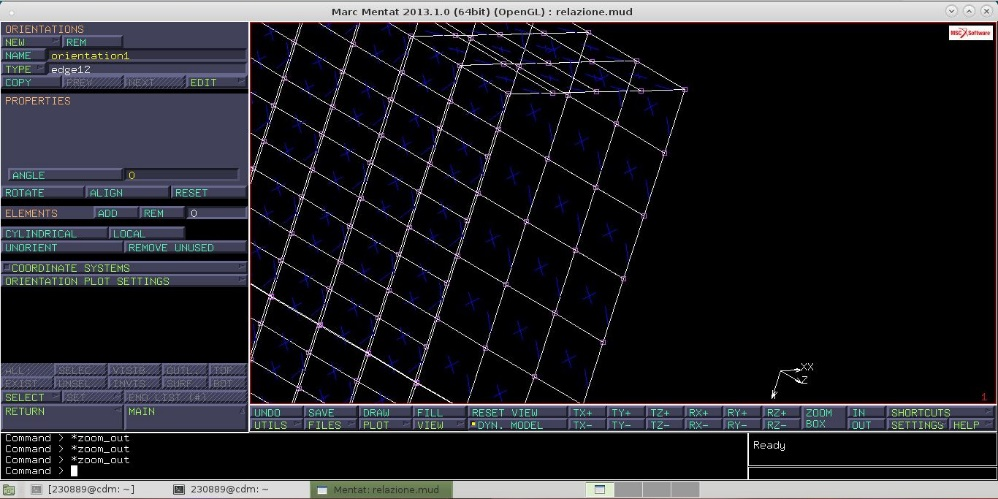 Marc Mentat 2013.1.0 (64bit) (OpenGL) : relazione.mud
ORIENTATIONS
NEW REM
NAME orientation1
TYPE edge12
COPY PREV NEXT EDIT
PROPERTIES
ANGLE 0
ROTATE ALIGN RESET
ELEMENTS ADD REM 0
CYLINDRICAL LOCAL
UNORIENT REMOVE UNUSED
COORDINATE SYSTEMS
ORIENTATION PLOT SETTINGS
ALL: SELEC. VISIB. OUTL. TOP
EXIST. UNSEL. INVIS. SURF. BOT
SELECT SET END LIST (#)
RETURN MAIN
MSC Software
XX
Z
1
UNDO SAVE DRAW FILL RESET VIEW TX+ TY+ TZ+ RX+ RY+ RZ+ ZOOM IN SHORTCUTS
UTILS FILES PLOT VIEW DYN. MODEL TX- TY- TZ- RX- RY- RZ- BOX OUT SETTINGS HELP
Command > *zoom_out
Command > *zoom_out
Command > *zoom_out
Command >
Ready
[230889@cdm: ~] 230889@cdm: ~ Mentat: relazione.mud